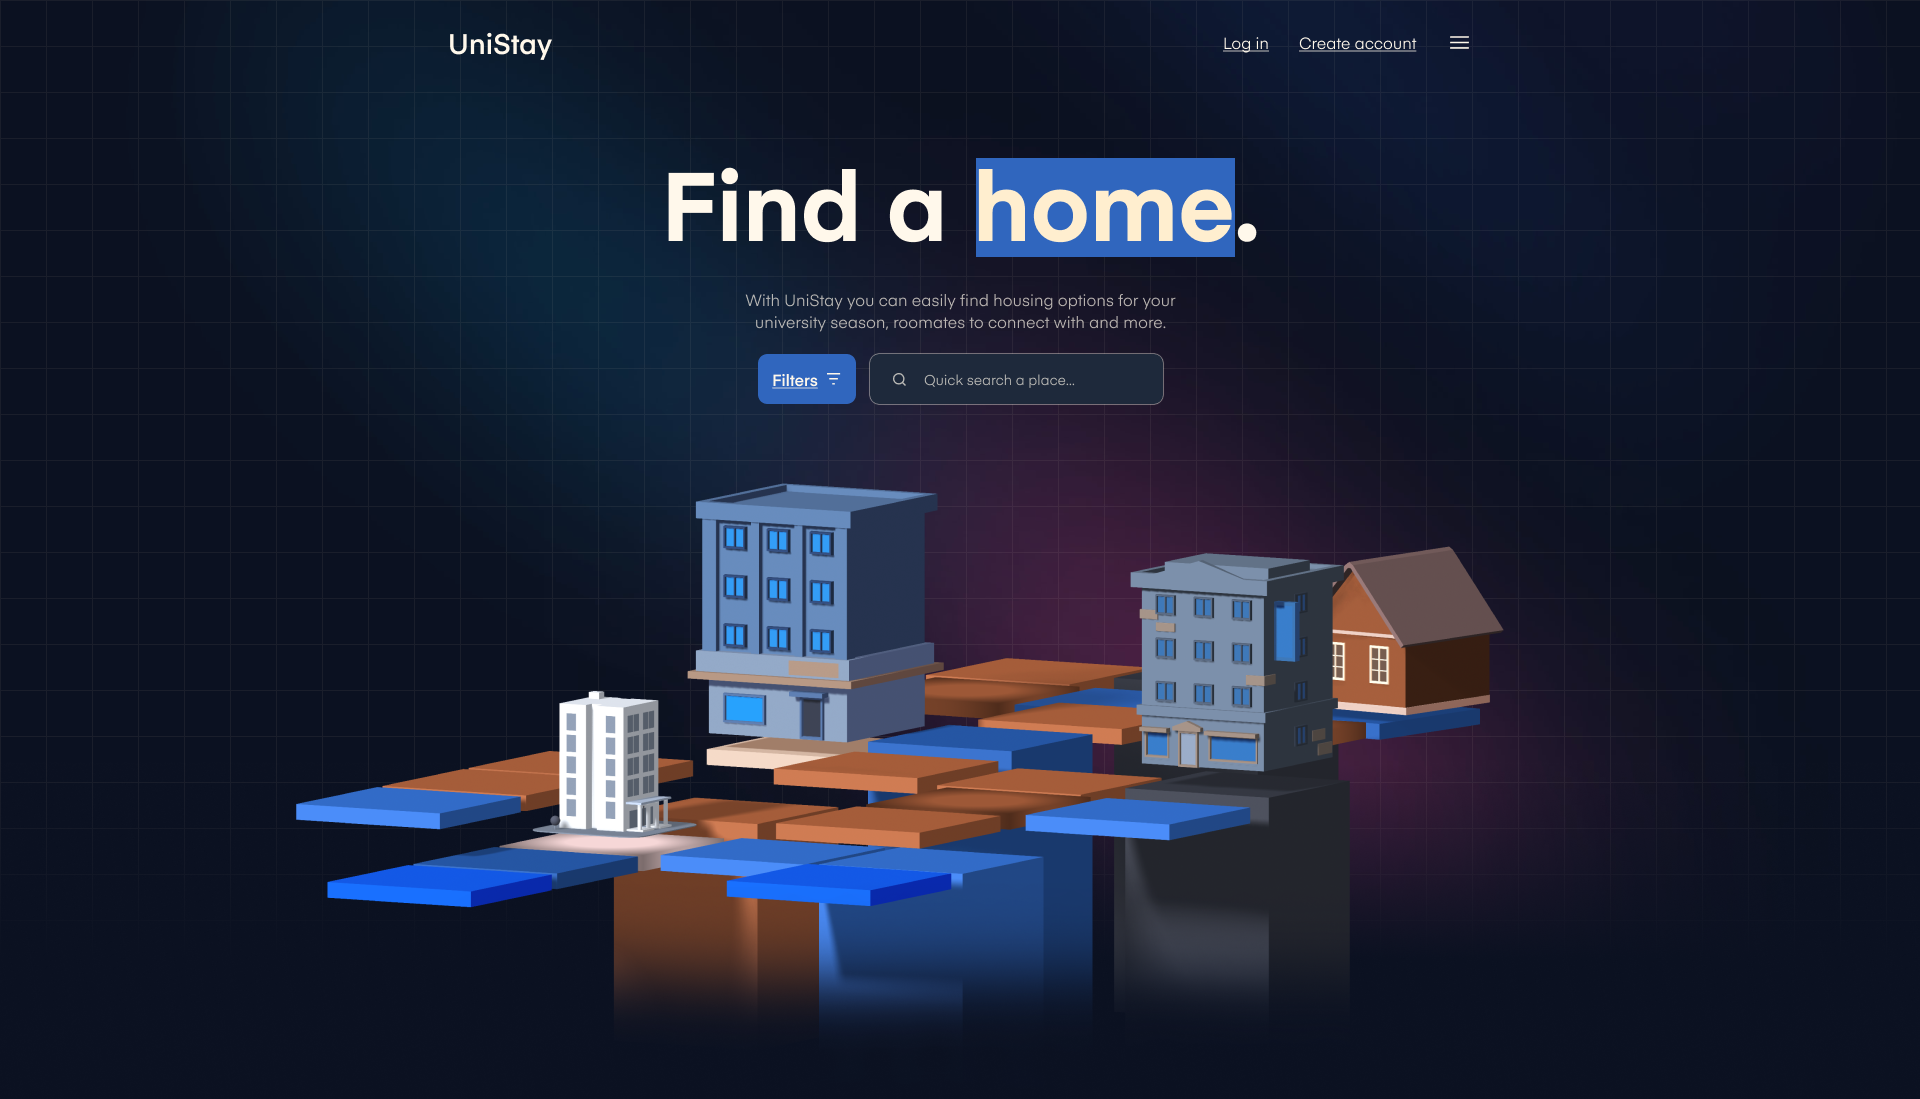 UniStay
Log in
Create account
Find a home.
With UniStay you can easily find housing options for your
university season, roomates to connect with and more.
Filters
Quick search a place...